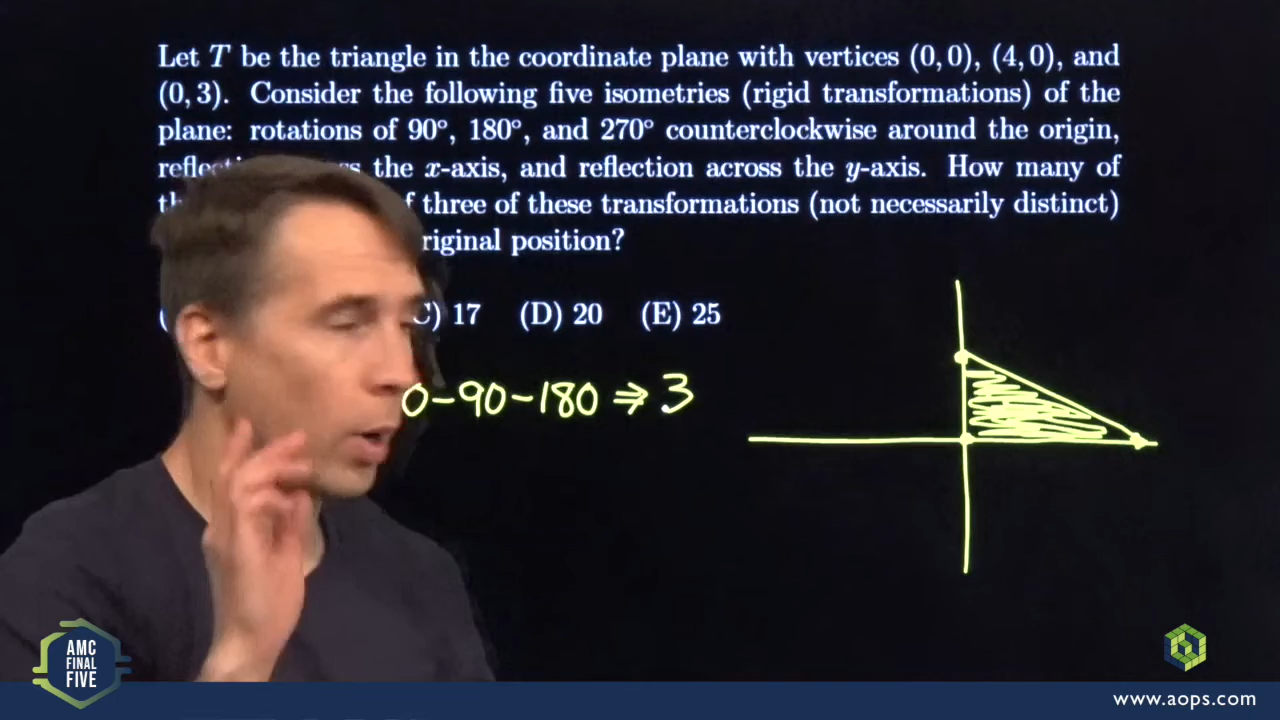 Let T be the triangle in the coordinate plane with vertices (0, 0), (4, 0), and
(0, 3). Consider the following five isometries (rigid transformations) of the
plane: rotations of 90°, 180°, and 270° counterclockwise around the origin,
the x-axis, and reflection across the y-axis. How many of
three of these transformations (not necessarily distinct)
position?
17 (D) 20 (E) 25
0-90-180 ⇒ 3
AMC
FINAL
FIVE
www.aops.com